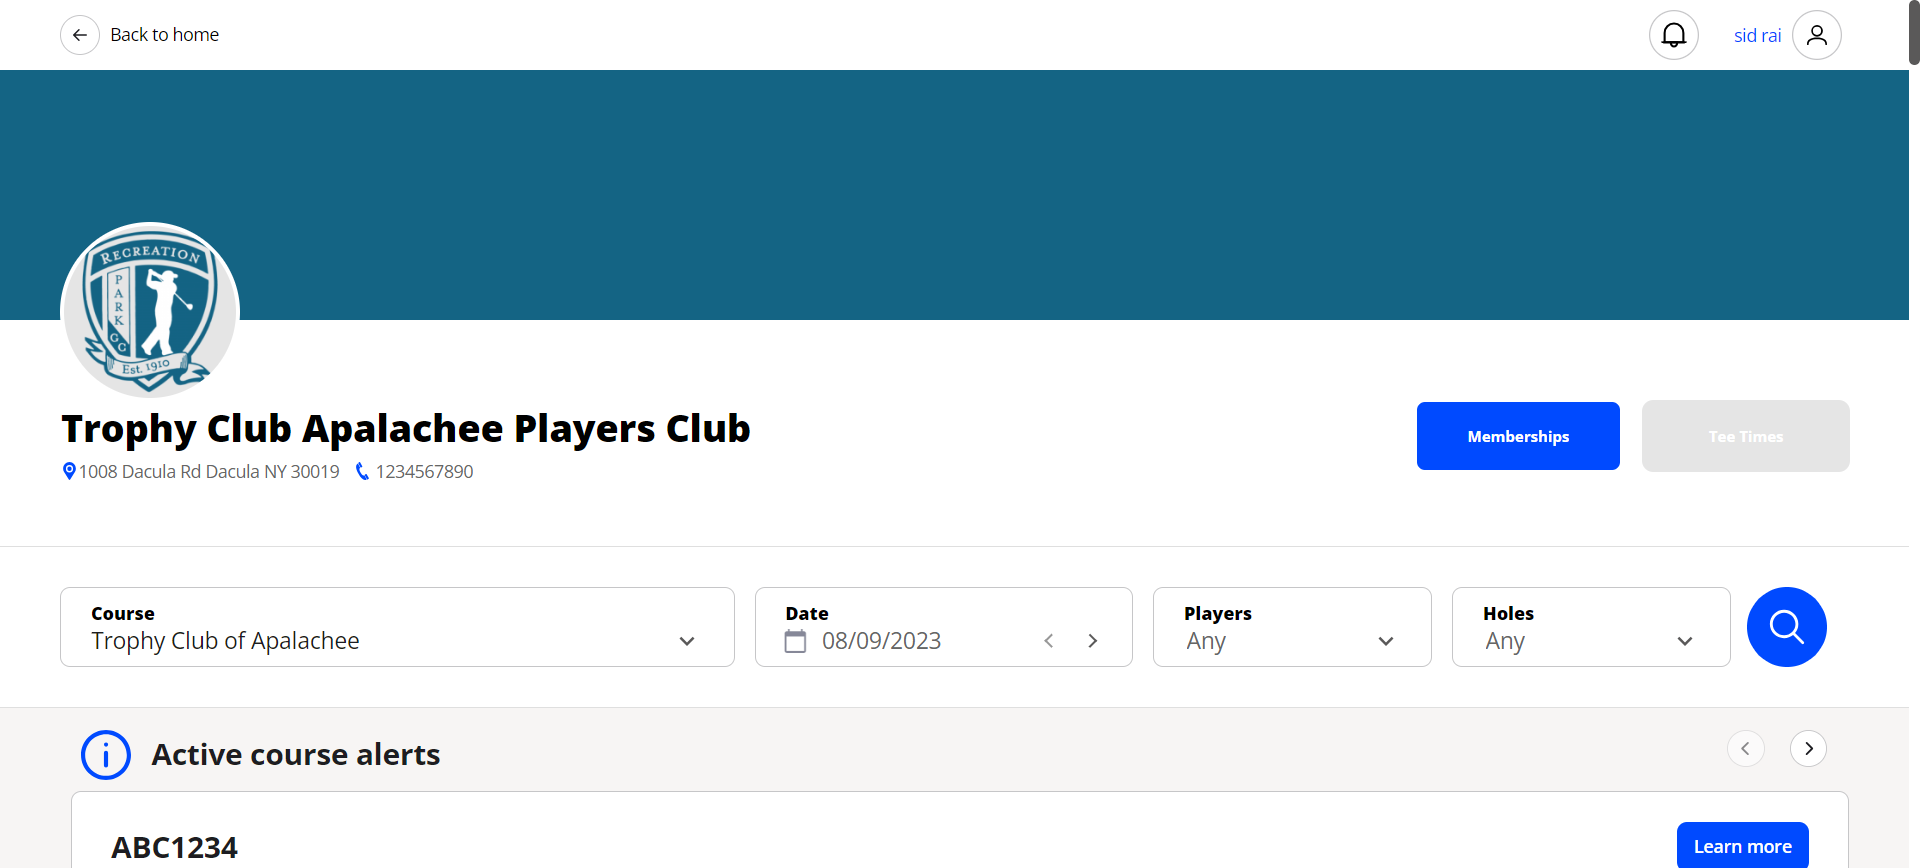 Back to home
sid rai
RECREATION
PARK GC
Est. 1910
Trophy Club Apalachee Players Club
1008 Dacula Rd Dacula NY 30019 1234567890
Memberships
Tee Times
Course
Trophy Club of Apalachee
Date
08/09/2023
Players
Any
Holes
Any
Active course alerts
ABC1234
Learn more